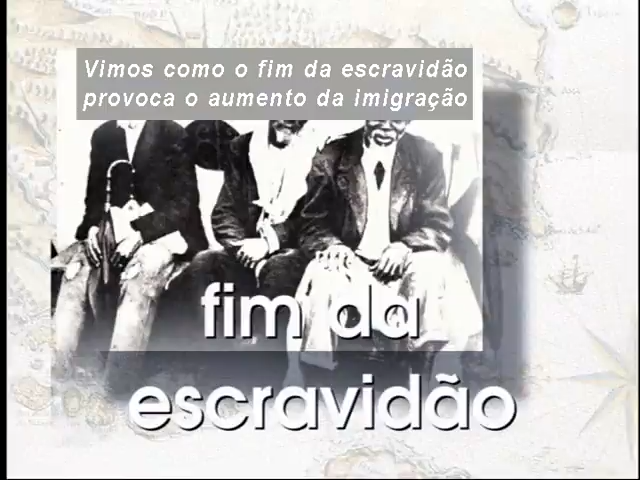 Vimos como o fim da escravidão
provoca o aumento da imigração
fim da
escravidão